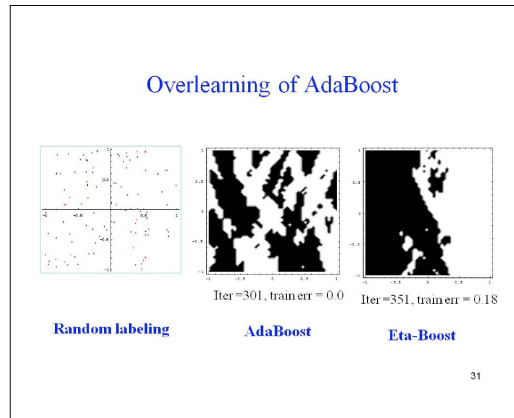 Overlearning of AdaBoost
Iter =301, train err = 0.0
Iter =351, train err = 0.18
Random labeling
AdaBoost
Eta-Boost
31